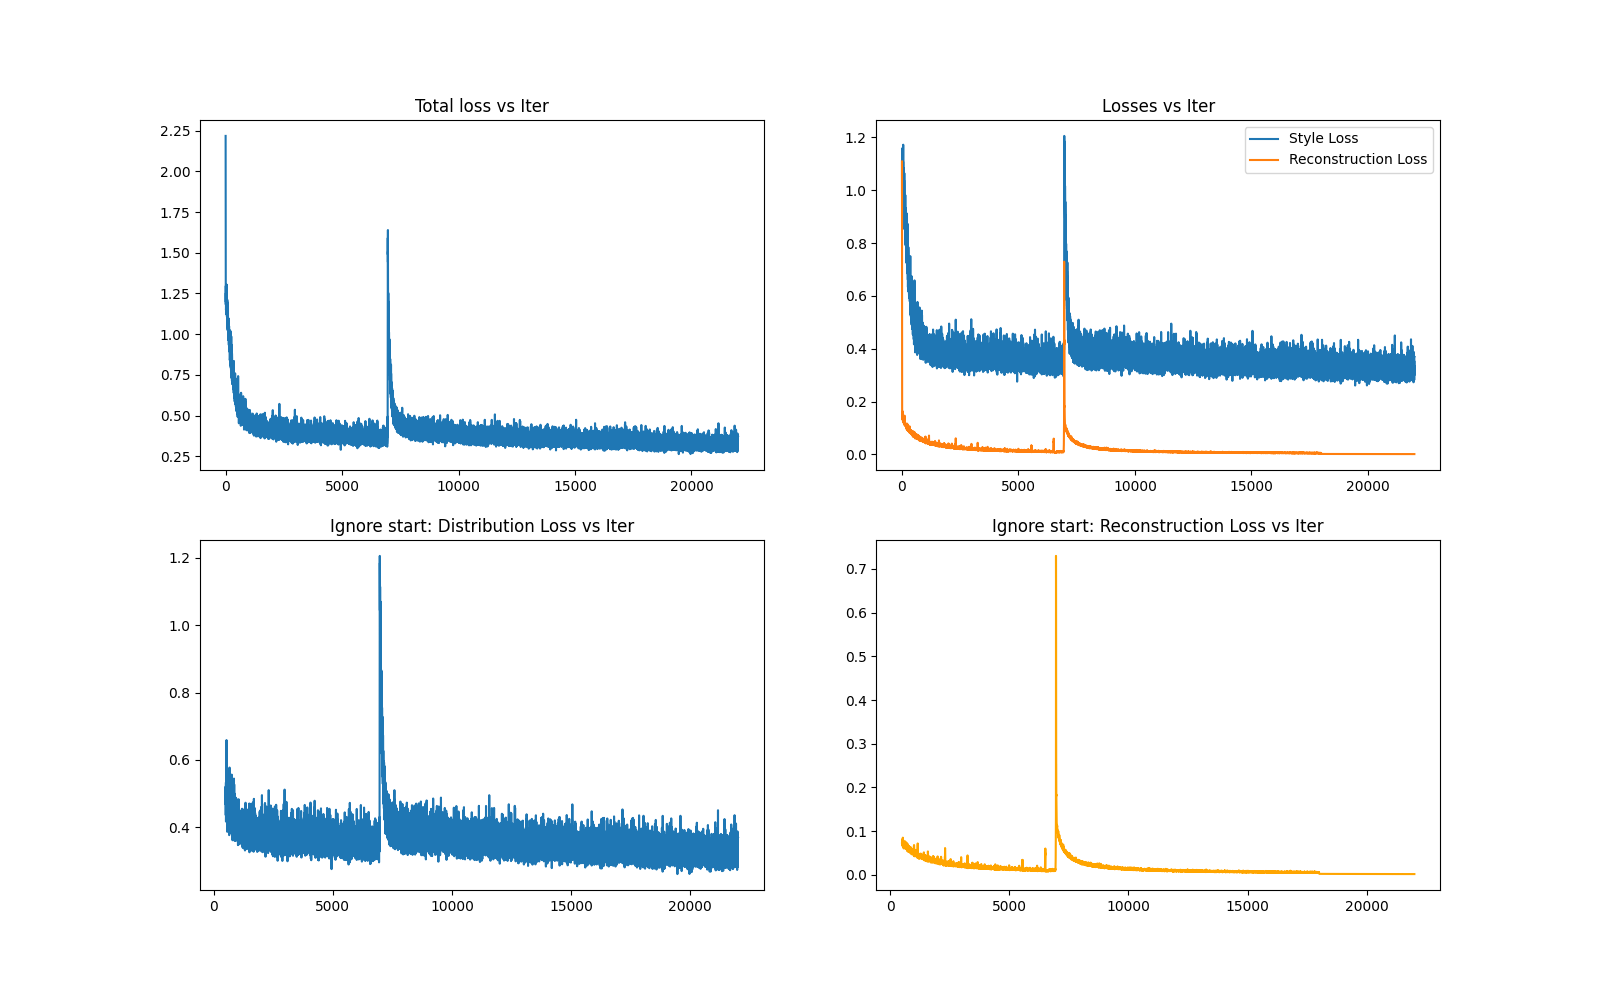 Total loss vs Iter
2.25
2.00
1.75
1.50
1.25
1.00
0.75
0.50
0.25
0 5000 10000 15000 20000
Losses vs Iter
Style Loss
Reconstruction Loss
1.2
1.0
0.8
0.6
0.4
0.2
0.0
0 5000 10000 15000 20000
Ignore start: Distribution Loss vs Iter
1.2
1.0
0.8
0.6
0.4
0 5000 10000 15000 20000
Ignore start: Reconstruction Loss vs Iter
0.7
0.6
0.5
0.4
0.3
0.2
0.1
0.0
0 5000 10000 15000 20000